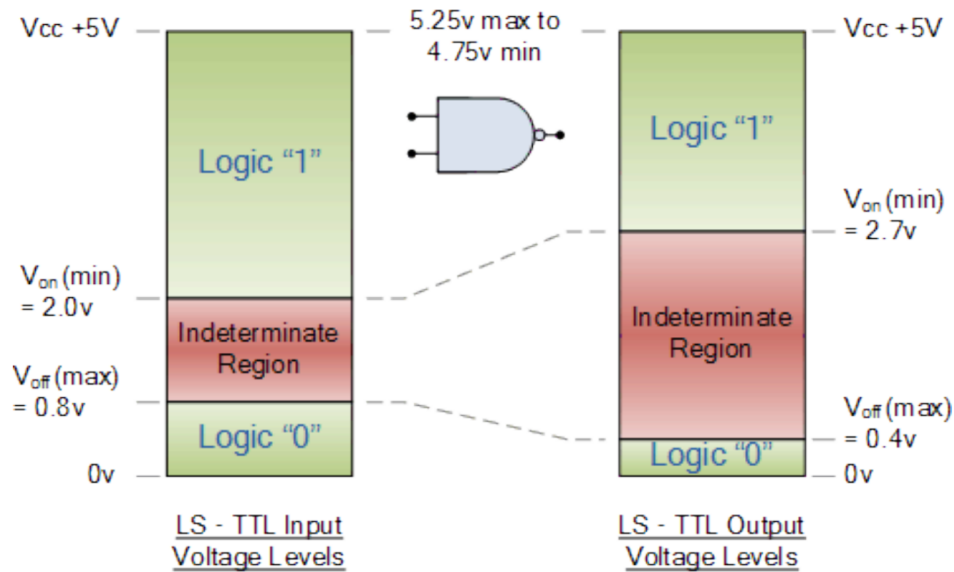 Vcc +5V
5.25v max to
4.75v min
Vcc +5V
Logic “1”
Logic “1”
Von (min)
= 2.7v
Von (min)
= 2.0v
Indeterminate
Region
Indeterminate
Region
Voff (max)
= 0.8v
Voff (max)
= 0.4v
Logic “0”
Logic “0”
0v
0v
LS - TTL Input
Voltage Levels
LS - TTL Output
Voltage Levels